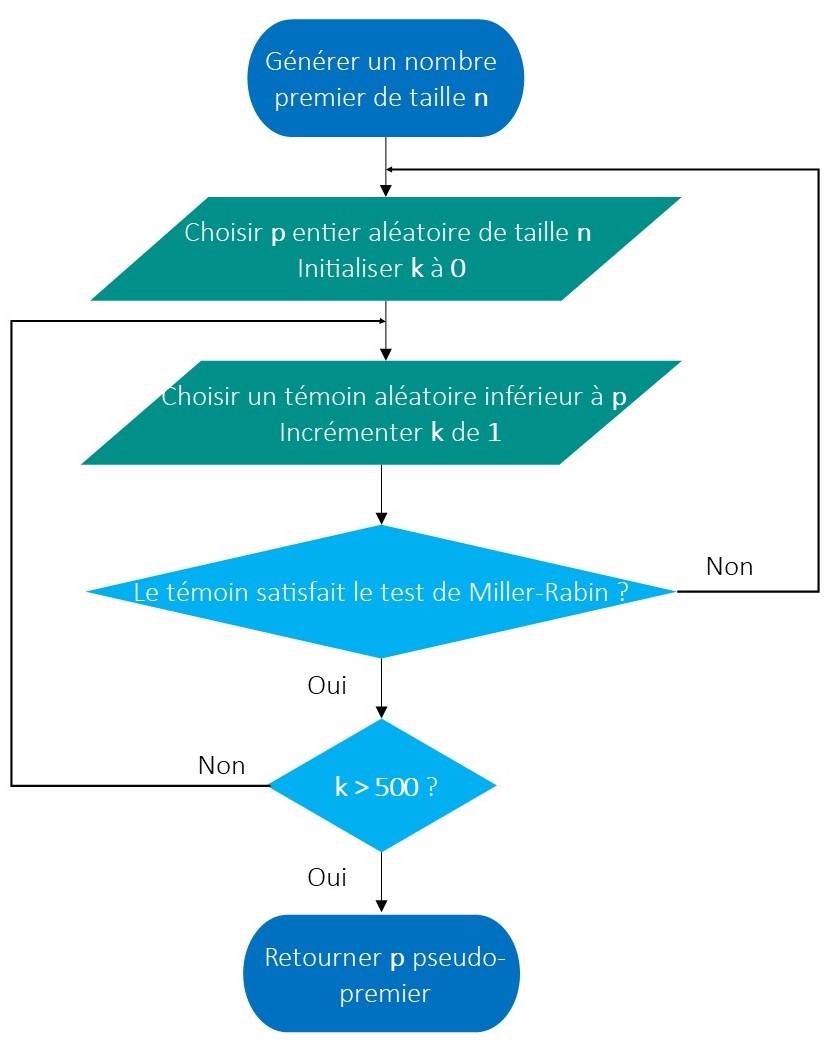 Générer un nombre
premier de taille n
Choisir p entier aléatoire de taille n
Initialiser k à 0
Choisir un témoin aléatoire inférieur à p
Incrémenter k de 1
Le témoin satisfait le test de Miller-Rabin ?
Non
Oui
Non
k > 500 ?
Oui
Retourner p pseudo-
premier